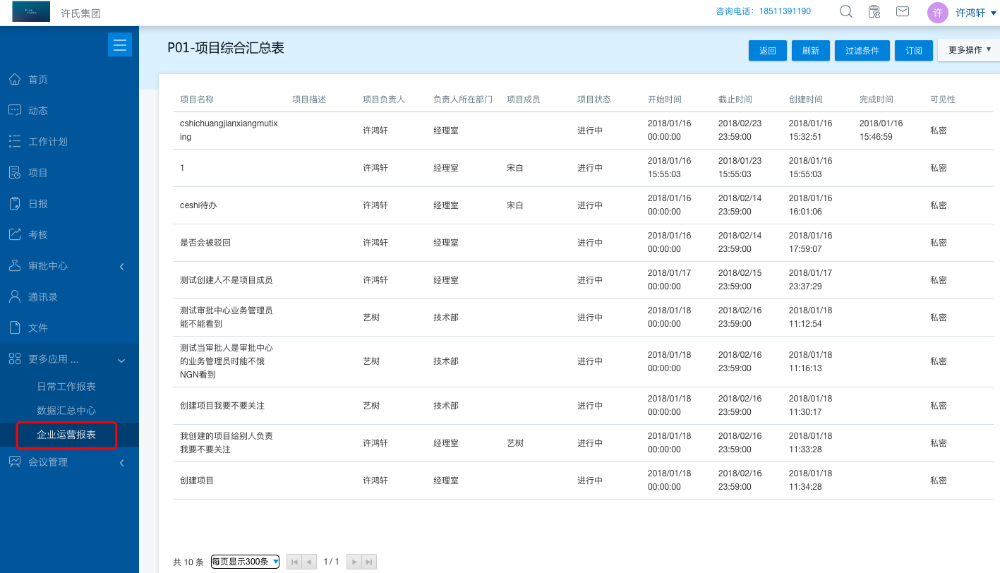 许氏集团
咨询电话：18511391190
许
许鸿轩
首页
动态
工作计划
项目
日报
考核
审批中心
通讯录
文件
更多应用 ...
日常工作报表
数据汇总中心
企业运营报表
会议管理
P01-项目综合汇总表
返回 刷新 过滤条件 订阅 更多操作
项目名称 项目描述 项目负责人 负责人所在部门 项目成员 项目状态 开始时间 截止时间 创建时间 完成时间 可见性
cshichuangjianxiangmutix 2018/01/16 2018/02/23 2018/01/16 2018/01/16
许鸿轩 经理室 进行中 私密
ing 00:00:00 23:59:00 15:32:51 15:46:59
2018/01/16 2018/01/23 2018/01/16
1 许鸿轩 经理室 宋白 进行中 私密
15:55:03 15:55:03 15:55:03
2018/01/16 2018/02/14 2018/01/16
ceshi待办 许鸿轩 经理室 宋白 进行中 私密
00:00:00 23:59:00 16:01:06
2018/01/16 2018/02/14 2018/01/16
是否会被驳回 许鸿轩 经理室 进行中 私密
00:00:00 23:59:00 17:59:07
2018/01/17 2018/02/15 2018/01/17
测试创建人不是项目成员 许鸿轩 经理室 进行中 私密
00:00:00 23:59:00 23:37:29
测试审批中心业务管理员 2018/01/18 2018/02/16 2018/01/18
艺树 技术部 进行中 私密
能不能看到 00:00:00 23:59:00 11:12:54
测试当审批人是审批中心 2018/01/18 2018/02/16 2018/01/18
的业务管理员时能不饿 艺树 技术部 进行中 私密
NGN看到 00:00:00 23:59:00 11:16:13
2018/01/18 2018/02/16 2018/01/18
创建项目我要不要关注 艺树 技术部 进行中 私密
00:00:00 23:59:00 11:30:17
我创建的项目给别人负责 2018/01/18 2018/02/16 2018/01/18
许鸿轩 经理室 艺树 进行中 私密
我要不要关注 00:00:00 23:59:00 11:33:28
2018/01/18 2018/02/16 2018/01/18
创建项目 许鸿轩 经理室 进行中 私密
00:00:00 23:59:00 11:34:28
共 10 条 每页显示300条 1 / 1